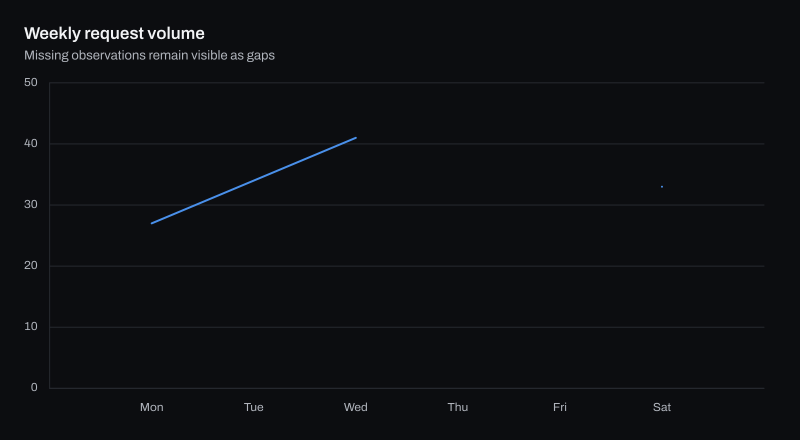 Weekly request volume
Missing observations remain visible as gaps
50
40
30
20
10
0
Mon Tue Wed Thu Fri Sat